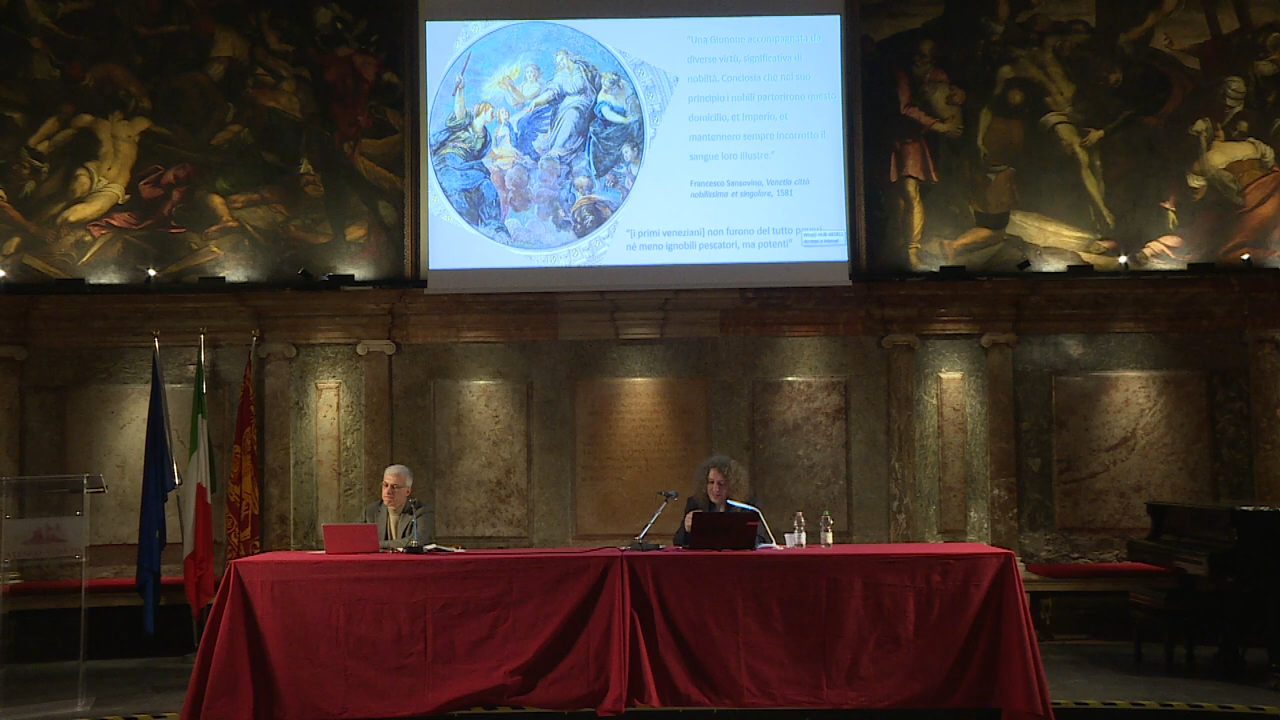 "Una Giunone accompagnata da
diverse virtù, significativa di
nobiltà. Conciosia che nel suo
principio i nobili partorirono questo
domicilio, et imperio, et
mantennero sempre incorrotto il
sangue loro illustre."
Francesco Sansovino, Venetia città
nobilissima et singolare, 1581
"[i primi veneziani] non furono del tutto
né meno ignobili pescatori, ma potenti"